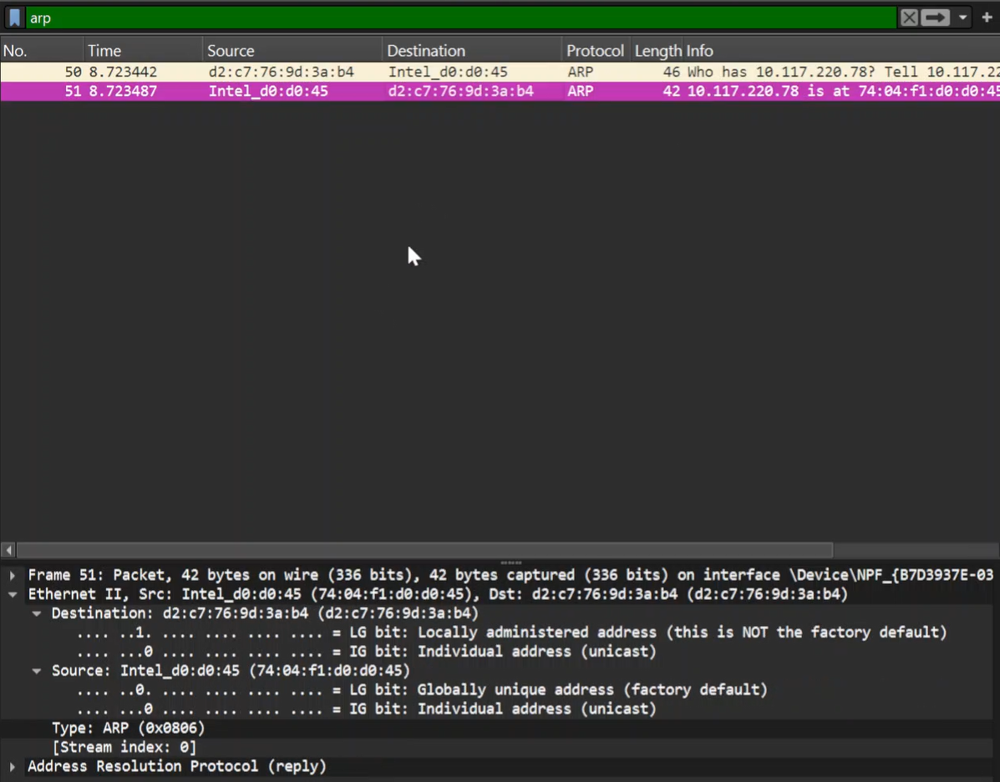 arp
No. Time Source Destination Protocol Length Info
50 8.723442 d2:c7:76:9d:3a:b4 Intel_d0:d0:45 ARP 46 Who has 10.117.220.78? Tell 10.117.22
51 8.723487 Intel_d0:d0:45 d2:c7:76:9d:3a:b4 ARP 42 10.117.220.78 is at 74:04:f1:d0:d0:45
Frame 51: Packet, 42 bytes on wire (336 bits), 42 bytes captured (336 bits) on interface \Device\NPF_{B7D3937E-03
Ethernet II, Src: Intel_d0:d0:45 (74:04:f1:d0:d0:45), Dst: d2:c7:76:9d:3a:b4 (d2:c7:76:9d:3a:b4)
Destination: d2:c7:76:9d:3a:b4 (d2:c7:76:9d:3a:b4)
.... ..1. .... .... .... .... = LG bit: Locally administered address (this is NOT the factory default)
.... ...0 .... .... .... .... = IG bit: Individual address (unicast)
Source: Intel_d0:d0:45 (74:04:f1:d0:d0:45)
.... ..0. .... .... .... .... = LG bit: Globally unique address (factory default)
.... ...0 .... .... .... .... = IG bit: Individual address (unicast)
Type: ARP (0x0806)
[Stream index: 0]
Address Resolution Protocol (reply)